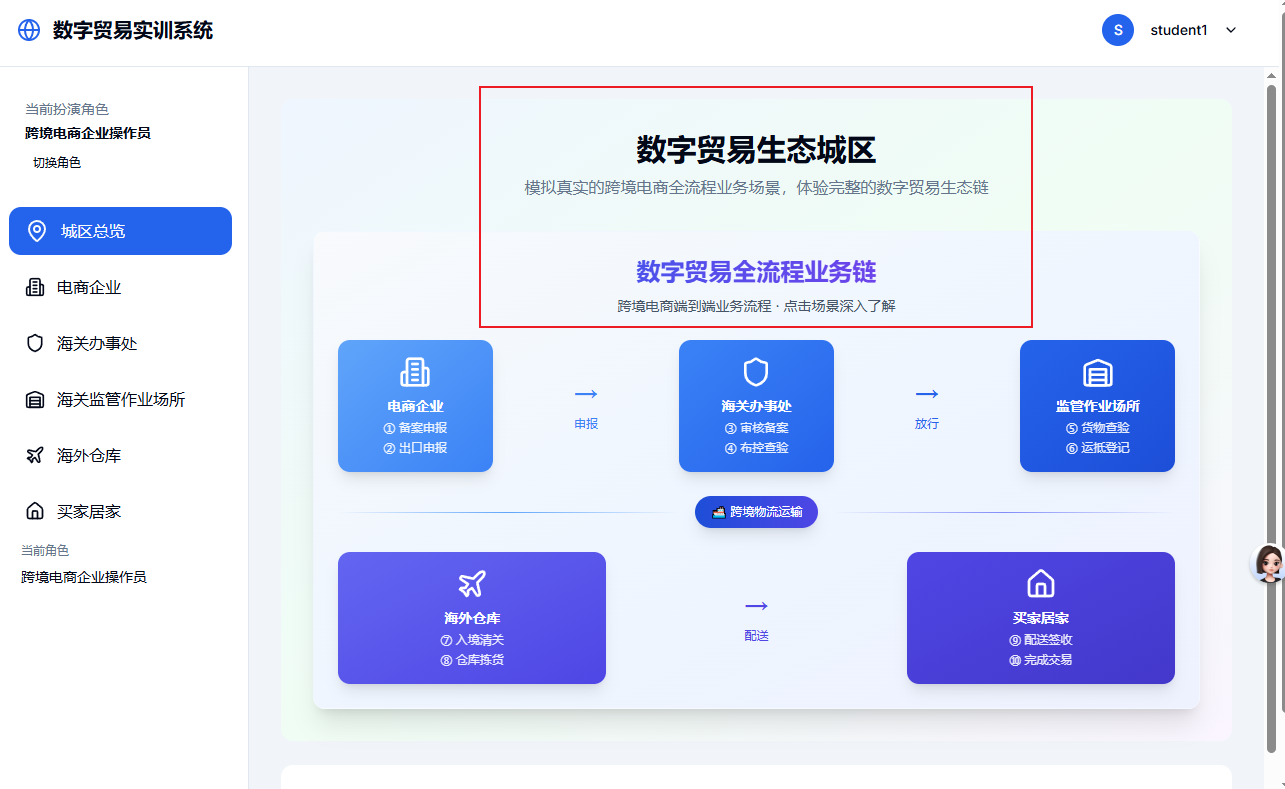 数字贸易实训系统
S
student1
当前扮演角色
跨境电商企业操作员
切换角色
城区总览
电商企业
海关办事处
海关监管作业场所
海外仓库
买家居家
当前角色
跨境电商企业操作员
数字贸易生态城区
模拟真实的跨境电商全流程业务场景，体验完整的数字贸易生态链
数字贸易全流程业务链
跨境电商端到端业务流程 · 点击场景深入了解
电商企业
① 备案申报
② 出口申报
→
申报
海关办事处
③ 审核备案
④ 布控查验
→
放行
监管作业场所
⑤ 货物查验
⑥ 运抵登记
跨境物流运输
海外仓库
⑦ 入境清关
⑧ 仓库拣货
→
配送
买家居家
⑨ 配送签收
⑩ 完成交易